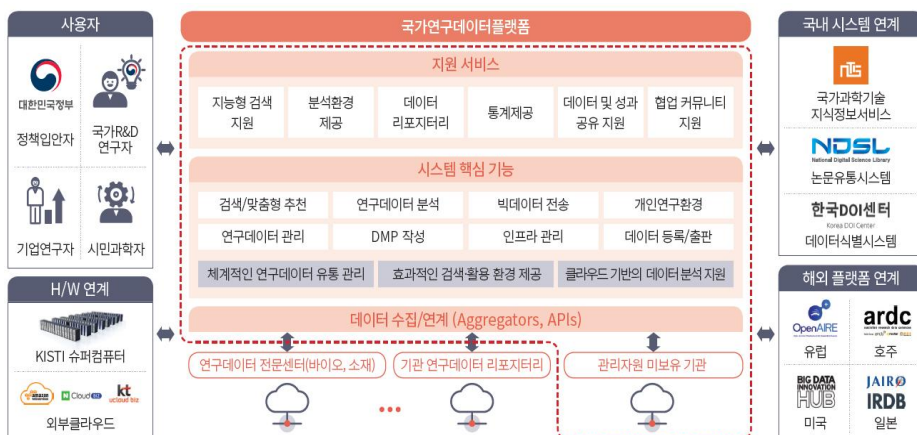 사용자
대한민국정부
정책입안자
국가R&D
연구자
기업연구자
시민과학자
H/W 연계
KISTI 슈퍼컴퓨터
amazon
N Cloud
kt
ucloud biz
외부클라우드
국가연구데이터플랫폼
지원 서비스
지능형 검색
지원
분석환경
제공
데이터
리포지터리
통계제공
데이터 및 성과
공유 지원
협업 커뮤니티
지원
시스템 핵심 기능
검색/맞춤형 추천
연구데이터 분석
빅데이터 전송
개인연구환경
연구데이터 관리
DMP 작성
인프라 관리
데이터 등록/출판
체계적인 연구데이터 유통 관리
효과적인 검색·활용 환경 제공
클라우드 기반의 데이터 분석 지원
데이터 수집/연계 (Aggregators, APIs)
연구데이터 전문센터(바이오, 소재)
기관 연구데이터 리포지터리
관리자원 미보유 기관
국내 시스템 연계
nTis
국가과학기술
지식정보서비스
NDSL
National Digital Science Library
논문유통시스템
한국DOI센터
Korea DOI Center
데이터식별시스템
해외 플랫폼 연계
OpenAIRE
유럽
ardc
호주
BIG DATA
INNOVATION
HUB
미국
JAIRO
IRDB
일본